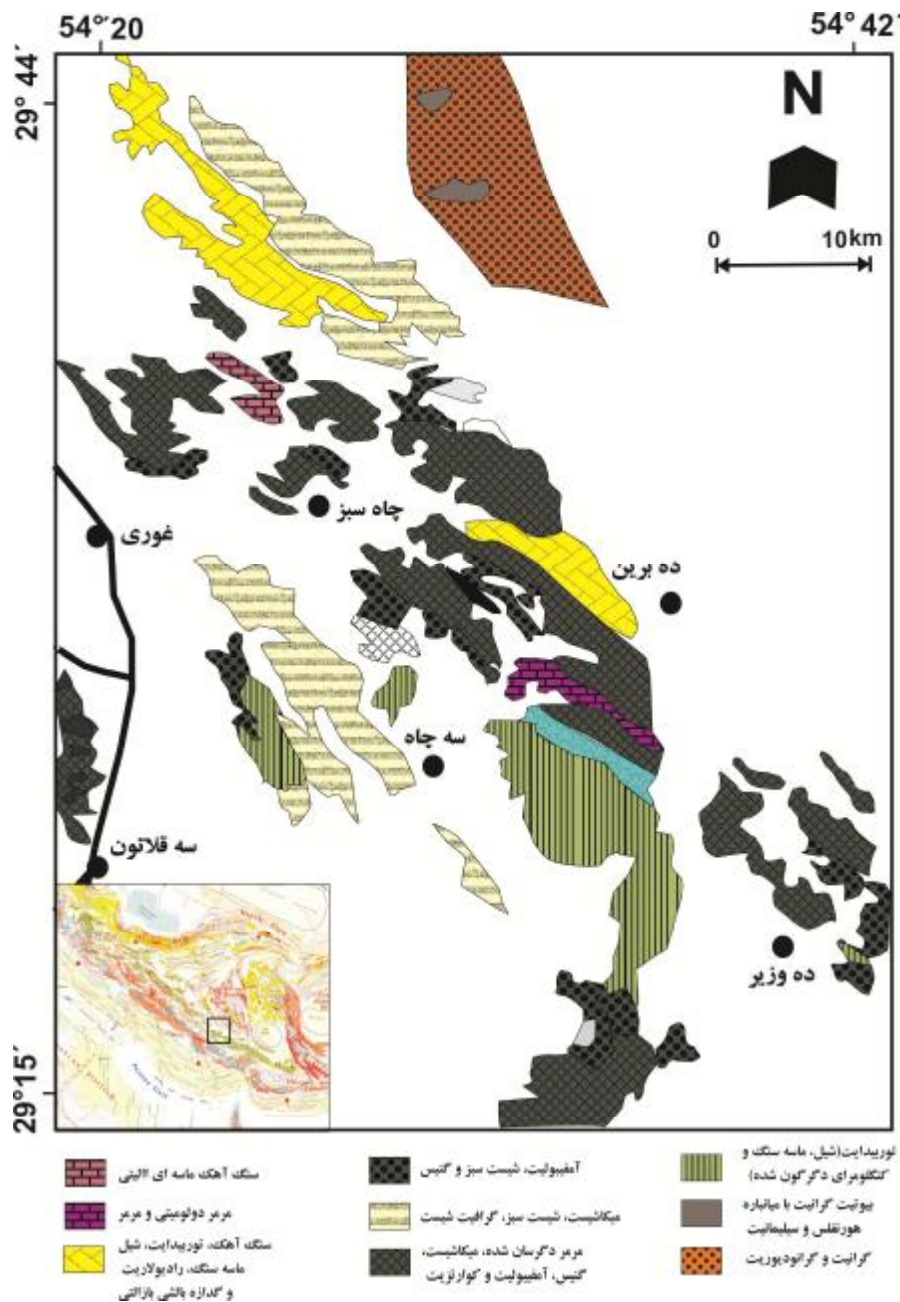 54°20
54°42΄
29° 44΄
N
0 10km
چاه سبز
غوری
ده برین
سه چاه
سه قلاتون
ده وزیر
29°15΄
سنگ آهک ماسه ای االیتی
مرمر دولومیتی و مرمر
سنگ آهک، توربیدایت، شیل
ماسه سنگ، رادیولاریت
و گدازه بالشی بازالتی
آمفیبولیت، شیست سبز و گنیس
میکاشیست، شیست سبز، گرافیت شیست
مرمر دگرسان شده، میکاشیست،
گنیس، آمفیبولیت و کوارتزیت
توربیدایت(شیل، ماسه سنگ و
کنگلومرای دگرگون شده)
بیوتیت گرانیت با میانباره
هورنفلس و سیلیمانیت
گرانیت و گرانودیوریت